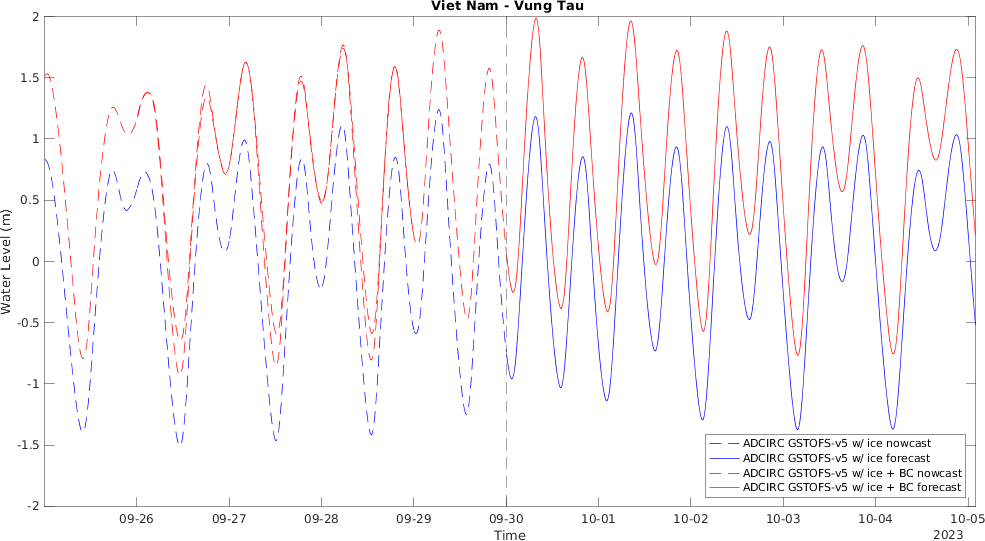 Viet Nam - Vung Tau
2
1.5
1
0.5
0
-0.5
-1
-1.5
-2
Water Level (m)
09-26 09-27 09-28 09-29 09-30 10-01 10-02 10-03 10-04 10-05
Time
2023
ADCIRC GSTOFS-v5 w/ ice nowcast
ADCIRC GSTOFS-v5 w/ ice forecast
ADCIRC GSTOFS-v5 w/ ice + BC nowcast
ADCIRC GSTOFS-v5 w/ ice + BC forecast